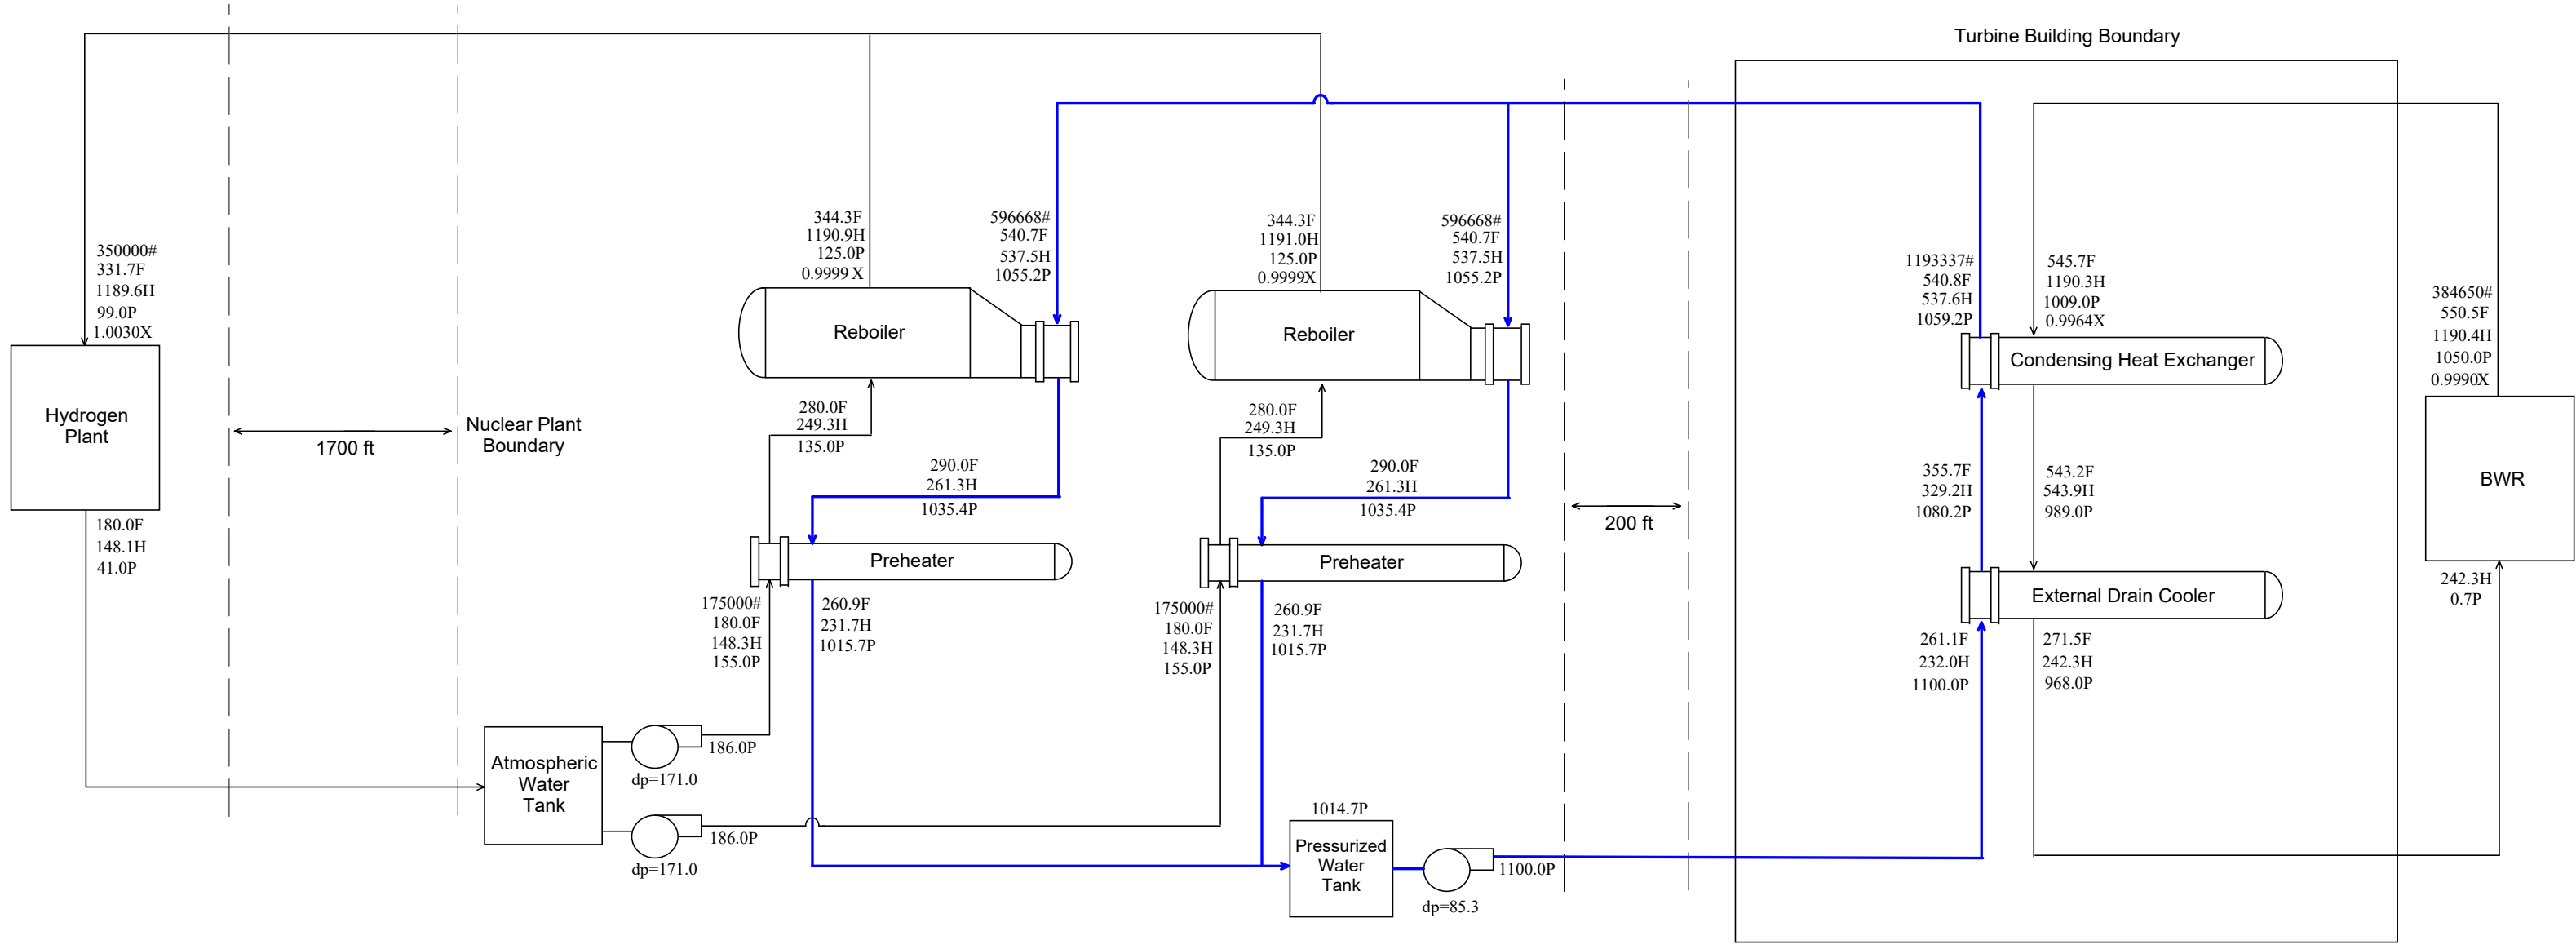 Turbine Building Boundary
350000#
331.7F
1189.6H
99.0P
1.0030X
Hydrogen
Plant
180.0F
148.1H
41.0P
1700 ft
Nuclear Plant
Boundary
344.3F
1190.9H
125.0P
0.9999 X
596668#
540.7F
537.5H
1055.2P
Reboiler
280.0F
249.3H
135.0P
290.0F
261.3H
1035.4P
Preheater
175000#
180.0F
148.3H
155.0P
260.9F
231.7H
1015.7P
344.3F
1191.0H
125.0P
0.9999X
596668#
540.7F
537.5H
1055.2P
Reboiler
280.0F
249.3H
135.0P
290.0F
261.3H
1035.4P
Preheater
175000#
180.0F
148.3H
155.0P
260.9F
231.7H
1015.7P
Atmospheric
Water
Tank
186.0P
dp=171.0
186.0P
dp=171.0
1014.7P
Pressurized
Water
Tank
1100.0P
dp=85.3
200 ft
1193337#
540.8F
537.6H
1059.2P
545.7F
1190.3H
1009.0P
0.9964X
Condensing Heat Exchanger
355.7F
329.2H
1080.2P
543.2F
543.9H
989.0P
External Drain Cooler
261.1F
232.0H
1100.0P
271.5F
242.3H
968.0P
384650#
550.5F
1190.4H
1050.0P
0.9990X
BWR
242.3H
0.7P